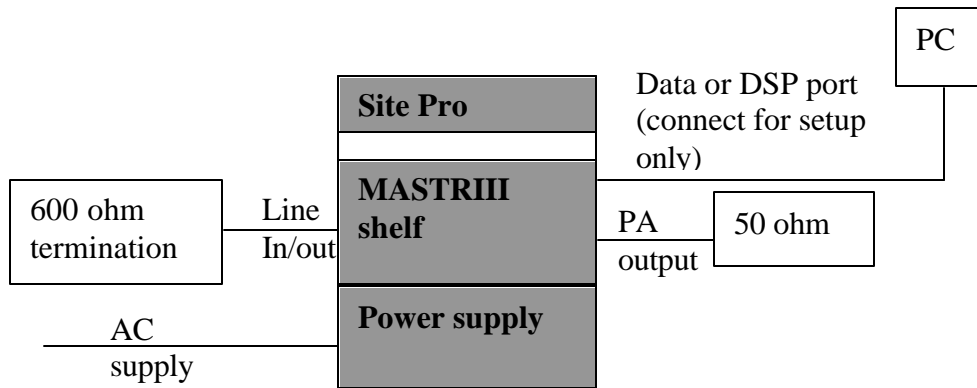 PC
Data or DSP port
(connect for setup
only)
Site Pro
MASTRIII
shelf
600 ohm
termination
Line
In/out
PA
output
50 ohm
Power supply
AC
supply